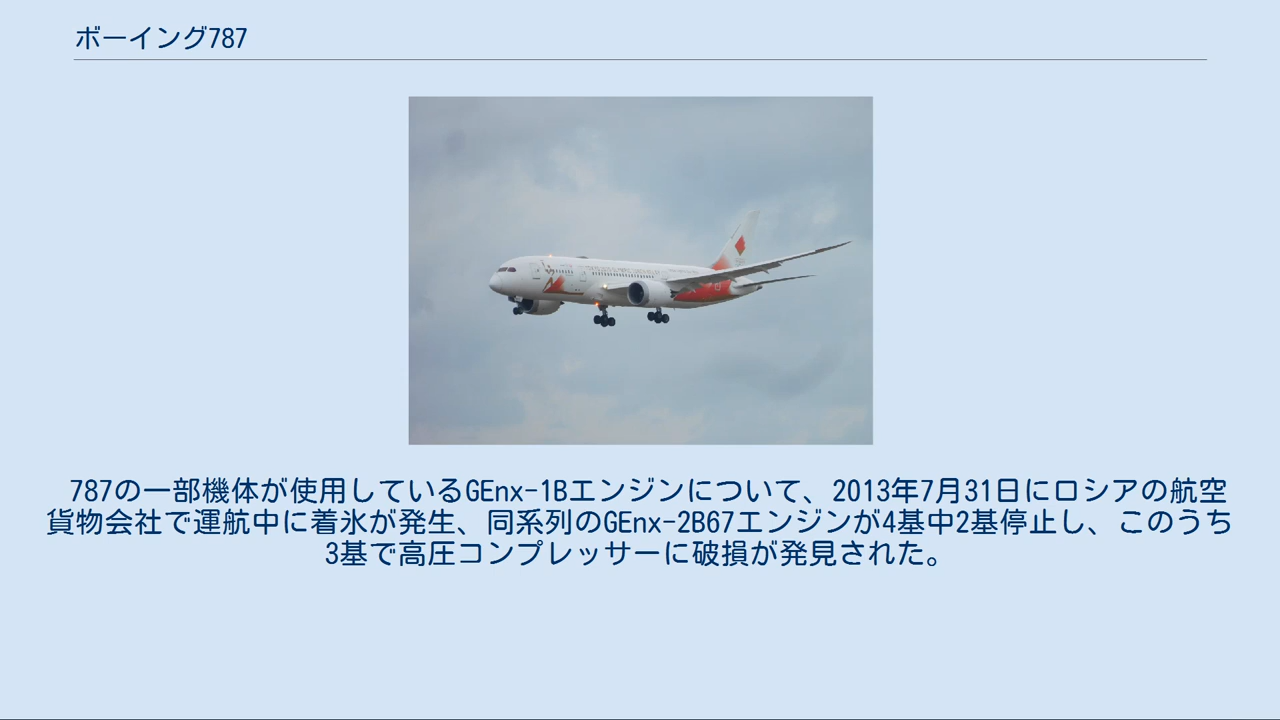 ボーイング787
787の一部機体が使用しているGEnx-1Bエンジンについて、2013年7月31日にロシアの航空
貨物会社で運航中に着氷が発生、同系列のGEnx-2B67エンジンが4基中2基停止し、このうち
3基で高圧コンプレッサーに破損が発見された。